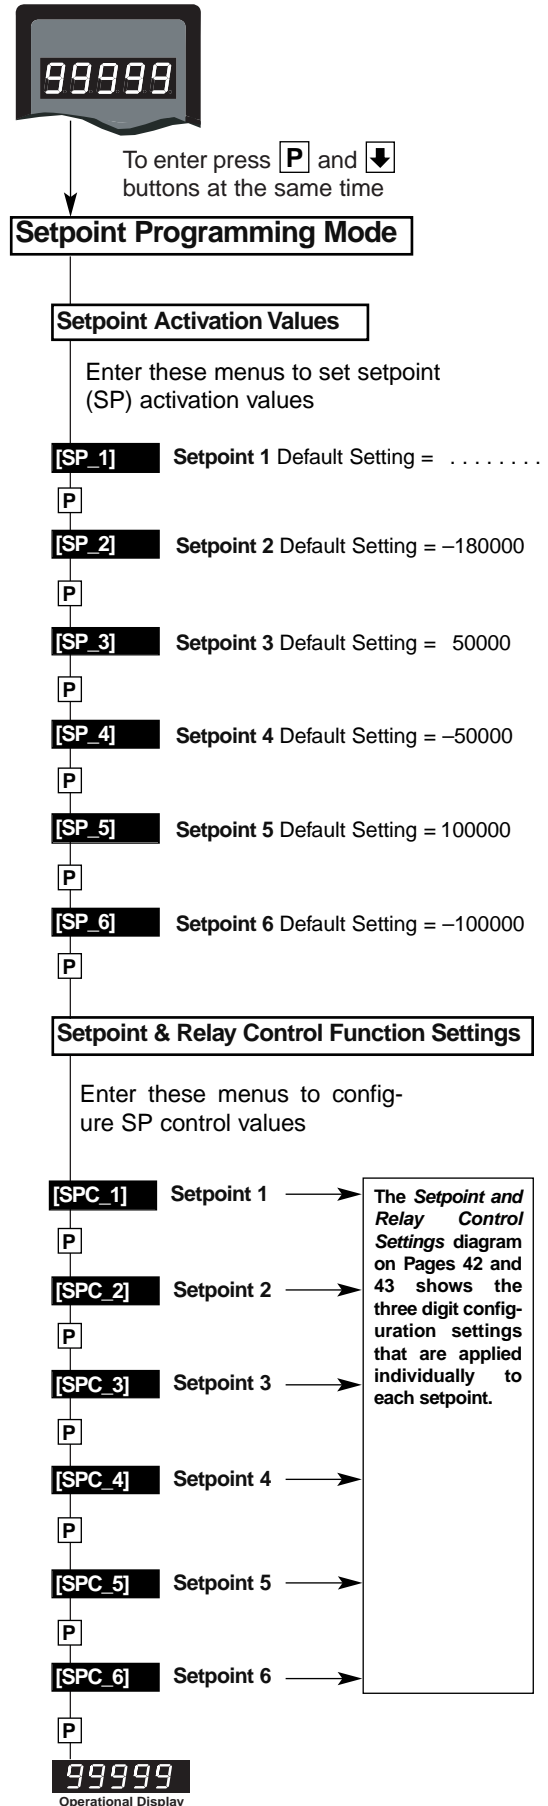 99999
To enter press P and
buttons at the same time
Setpoint Programming Mode
Setpoint Activation Values
Enter these menus to set setpoint
(SP) activation values
[SP_1] Setpoint 1 Default Setting = . . . . . . . .
P
[SP_2] Setpoint 2 Default Setting = –180000
P
[SP_3] Setpoint 3 Default Setting = 50000
P
[SP_4] Setpoint 4 Default Setting = –50000
P
[SP_5] Setpoint 5 Default Setting = 100000
P
[SP_6] Setpoint 6 Default Setting = –100000
P
Setpoint & Relay Control Function Settings
Enter these menus to config-
ure SP control values
[SPC_1] Setpoint 1
P
[SPC_2] Setpoint 2
P
[SPC_3] Setpoint 3
P
[SPC_4] Setpoint 4
P
[SPC_5] Setpoint 5
P
[SPC_6] Setpoint 6
P
The Setpoint and
Relay Control
Settings diagram
on Pages 42 and
43 shows the
three digit config-
uration settings
that are applied
individually to
each setpoint.
99999
Operational Display